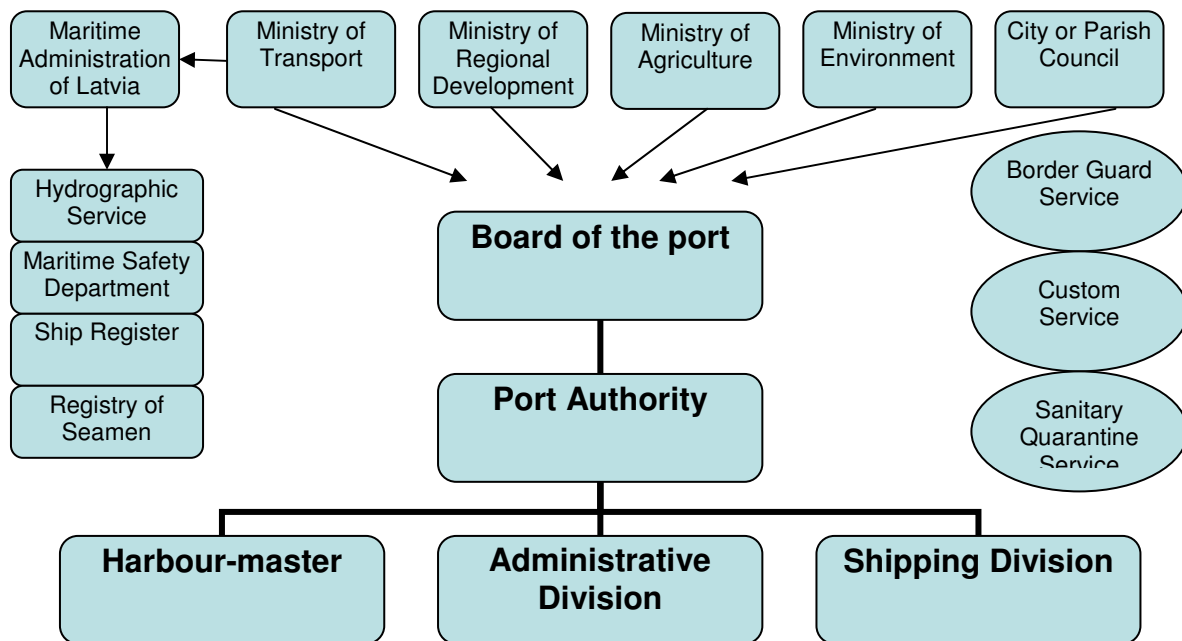 Maritime
Administration
of Latvia
Ministry of
Transport
Ministry of
Regional
Development
Ministry of
Agriculture
Ministry of
Environment
City or Parish
Council
Hydrographic
Service
Maritime Safety
Department
Ship Register
Registry of
Seamen
Board of the port
Port Authority
Harbour-master
Administrative
Division
Shipping Division
Border Guard
Service
Custom
Service
Sanitary
Quarantine
Service